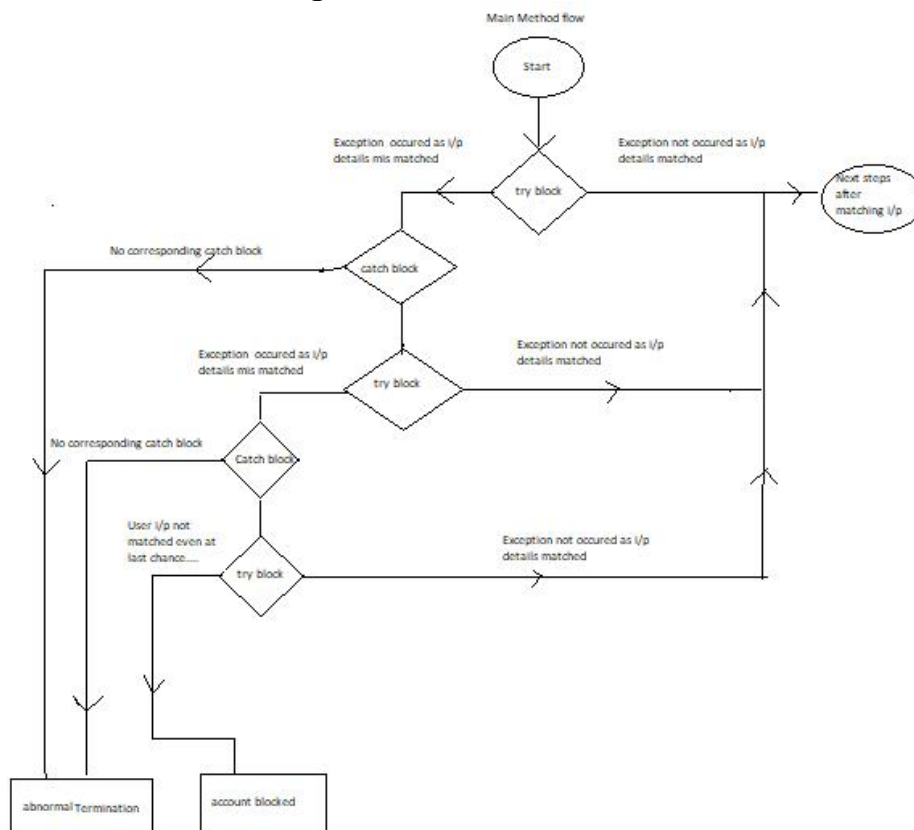 Main Method flow
Start
Exception occured as i/p
details mis matched
Exception not occured as i/p
details matched
try block
Next steps
after
matching i/p
No corresponding catch block
catch block
Exception occured as i/p
details mis matched
Exception not occured as i/p
details matched
try block
No corresponding catch block
Catch block
User i/p not
matched even at
last chance.....
Exception not occured as i/p
details matched
try block
abnormal Termination
account blocked